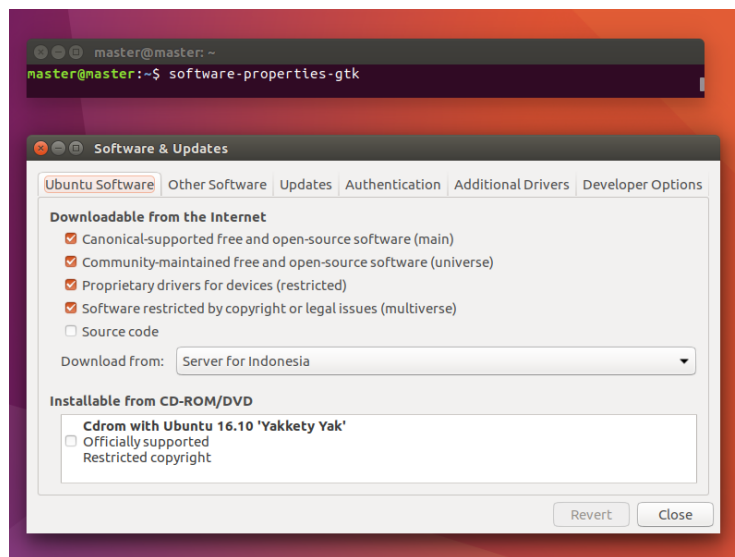 master@master: ~
master@master:~$ software-properties-gtk
Software & Updates
Ubuntu Software Other Software Updates Authentication Additional Drivers Developer Options
Downloadable from the Internet
Canonical-supported free and open-source software (main)
Community-maintained free and open-source software (universe)
Proprietary drivers for devices (restricted)
Software restricted by copyright or legal issues (multiverse)
Source code
Download from: Server for Indonesia
Installable from CD-ROM/DVD
Cdrom with Ubuntu 16.10 'Yakkety Yak'
Officially supported
Restricted copyright
Revert Close